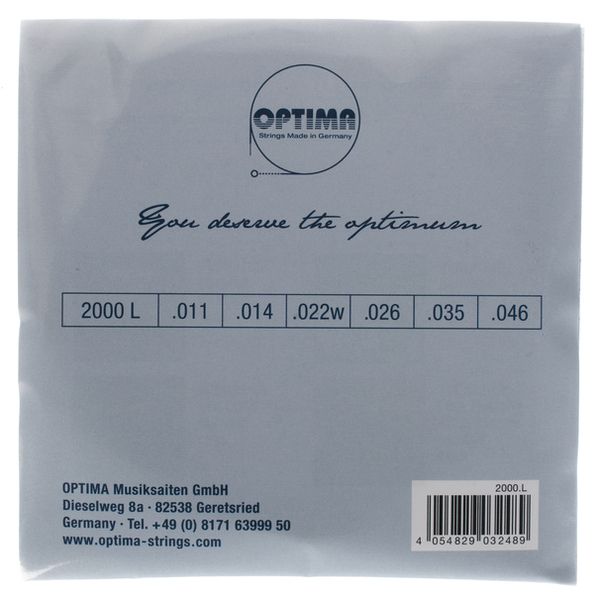 OPTIMA
Strings Made in Germany
You deserve the optimum
2000 L .011 .014 .022w .026 .035 .046
OPTIMA Musiksaiten GmbH
Dieselweg 8a · 82538 Geretsried
Germany · Tel. +49 (0) 8171 63999 50
www.optima-strings.com
2000.L
4 054829 032489